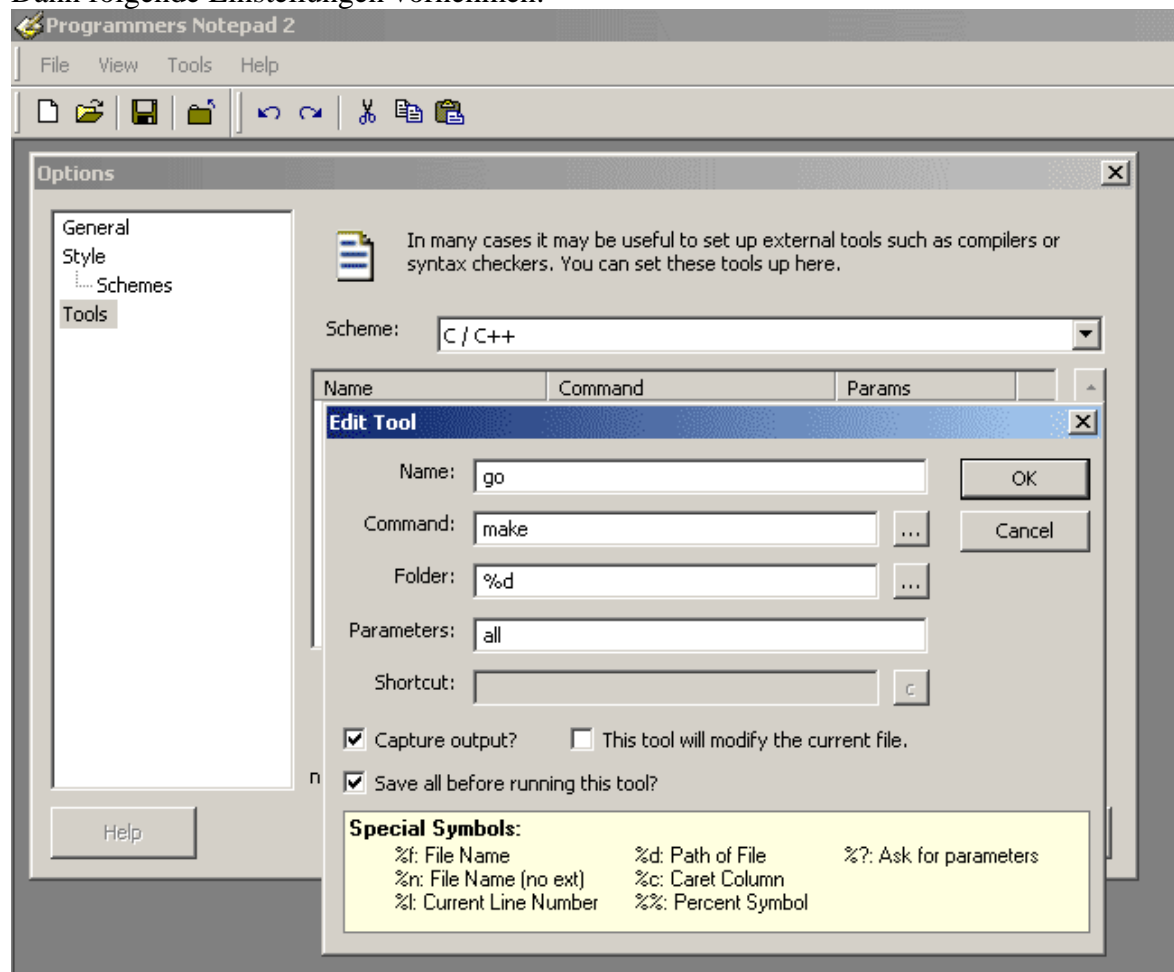 Dann folgende Einstellungen vornehmen:
Programmers Notepad 2
File View Tools Help
Options
General
Style
Schemes
Tools
In many cases it may be useful to set up external tools such as compilers or
syntax checkers. You can set these tools up here.
Scheme: C / C++
Name Command Params
Edit Tool
Name: go
OK
Command: make ...
Cancel
Folder: %d ...
Parameters: all
Shortcut: c
Capture output? This tool will modify the current file.
n
Save all before running this tool?
Help
Special Symbols:
%f: File Name %d: Path of File %?: Ask for parameters
%n: File Name (no ext) %c: Caret Column
%l: Current Line Number %%: Percent Symbol